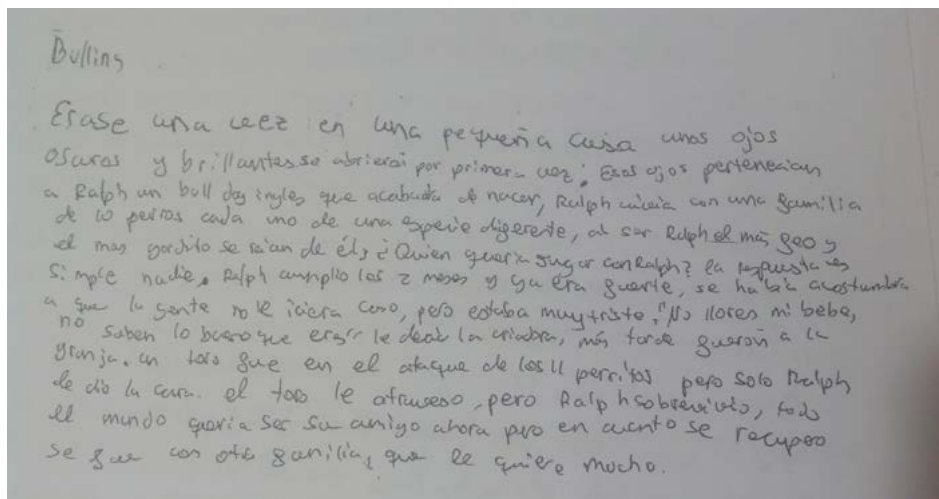 Bulling
Erase una vez en una pequeña casa unos ojos
oscuros y brillantes se abrieron por primera vez; Esos ojos pertenecian
a Ralph un bull dog ingles que acababa de nacer, Ralph vivia con una familia
de 10 perros cada uno de una especie diferente, al ser Ralph el más feo y
el mas gordito se reian de él, ¿Quien queria jugar con Ralph? la respuesta es
simple nadie. Ralph cumplio los 2 meses y ya era fuerte, se habia acostumbra
a que la gente no le iciera caso, pero estaba muy triste, "No llores mi bebe,
no saben lo bueno que eras" le decia la criadora, más tarde fueron a la
granja. un toro fue en el ataque de los 11 perritos pero solo Ralph
le dio la cara. el toro le atraveso, pero Ralph sobrevivio, todo
el mundo queria ser su amigo ahora pero en cuanto se recupero
se fue con otra familia, que le quiere mucho.